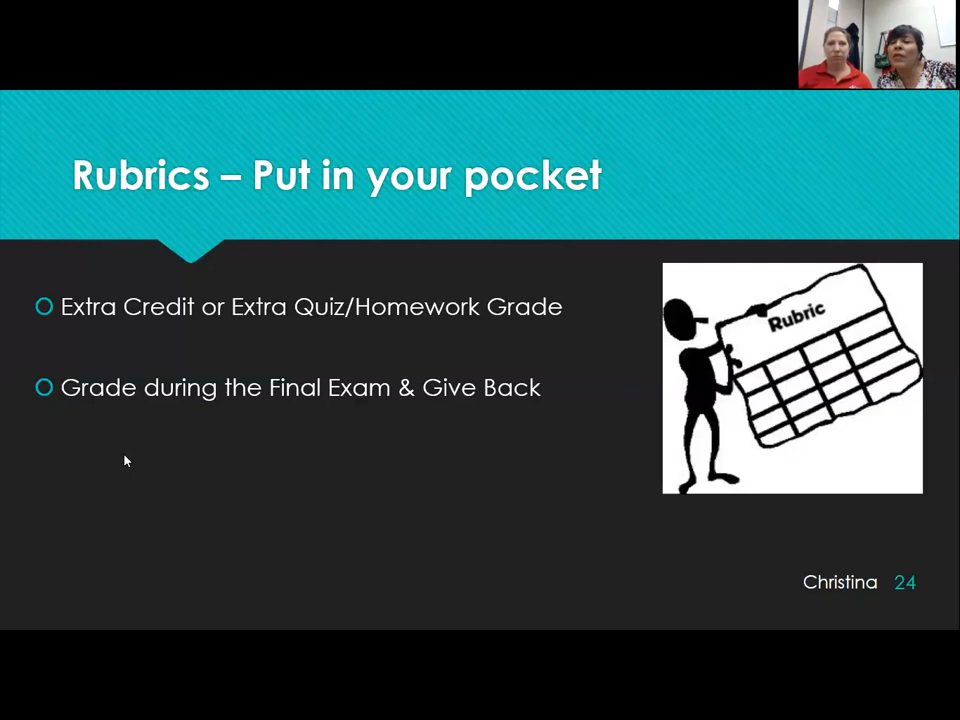 Rubrics – Put in your pocket
Extra Credit or Extra Quiz/Homework Grade
Grade during the Final Exam & Give Back
Rubric
Christina 24